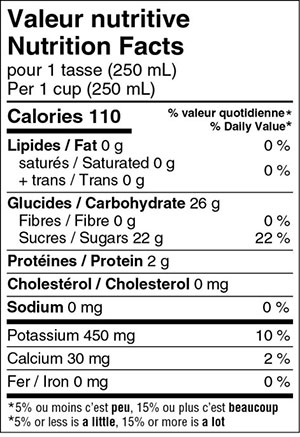 Valeur nutritive
Nutrition Facts
pour 1 tasse (250 mL)
Per 1 cup (250 mL)
Calories 110
% valeur quotidienne*
% Daily Value*
Lipides / Fat 0 g 0 %
saturés / Saturated 0 g
+ trans / Trans 0 g
0 %
Glucides / Carbohydrate 26 g
Fibres / Fibre 0 g 0 %
Sucres / Sugars 22 g 22 %
Protéines / Protein 2 g
Cholestérol / Cholesterol 0 mg
Sodium 0 mg 0 %
Potassium 450 mg 10 %
Calcium 30 mg 2 %
Fer / Iron 0 mg 0 %
*5% ou moins c'est peu, 15% ou plus c'est beaucoup
*5% or less is a little, 15% or more is a lot